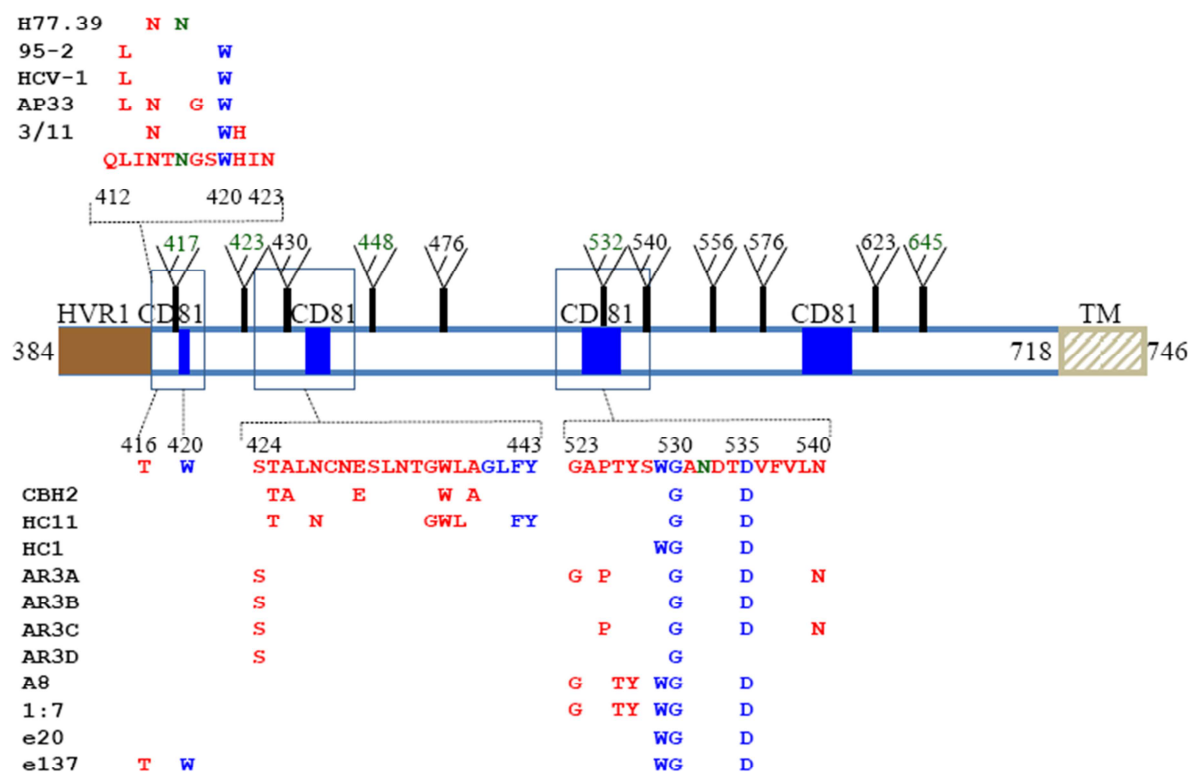 H77.39 N N
95-2 L W
HCV-1 L W
AP33 L N G W
3/11 N WH
QLINTNGSWHIN
412 420 423
417 423 430 448 476 532 540 556 576 623 645
HVR1 CD81 CD81 CD81 CD81 TM
384 718 746
416 420 424 443 523 530 535 540
T W STALNCNESLNTGWLAGLFY GAPTYSWGANDTDVFVLN
CBH2 TA E W A G D
HC11 T N GWL FY G D
HC1 WG D
AR3A S G P G D N
AR3B S G D
AR3C S P G D N
AR3D S G
A8 G TY WG D
1:7 G TY WG D
e20 WG D
e137 T W WG D